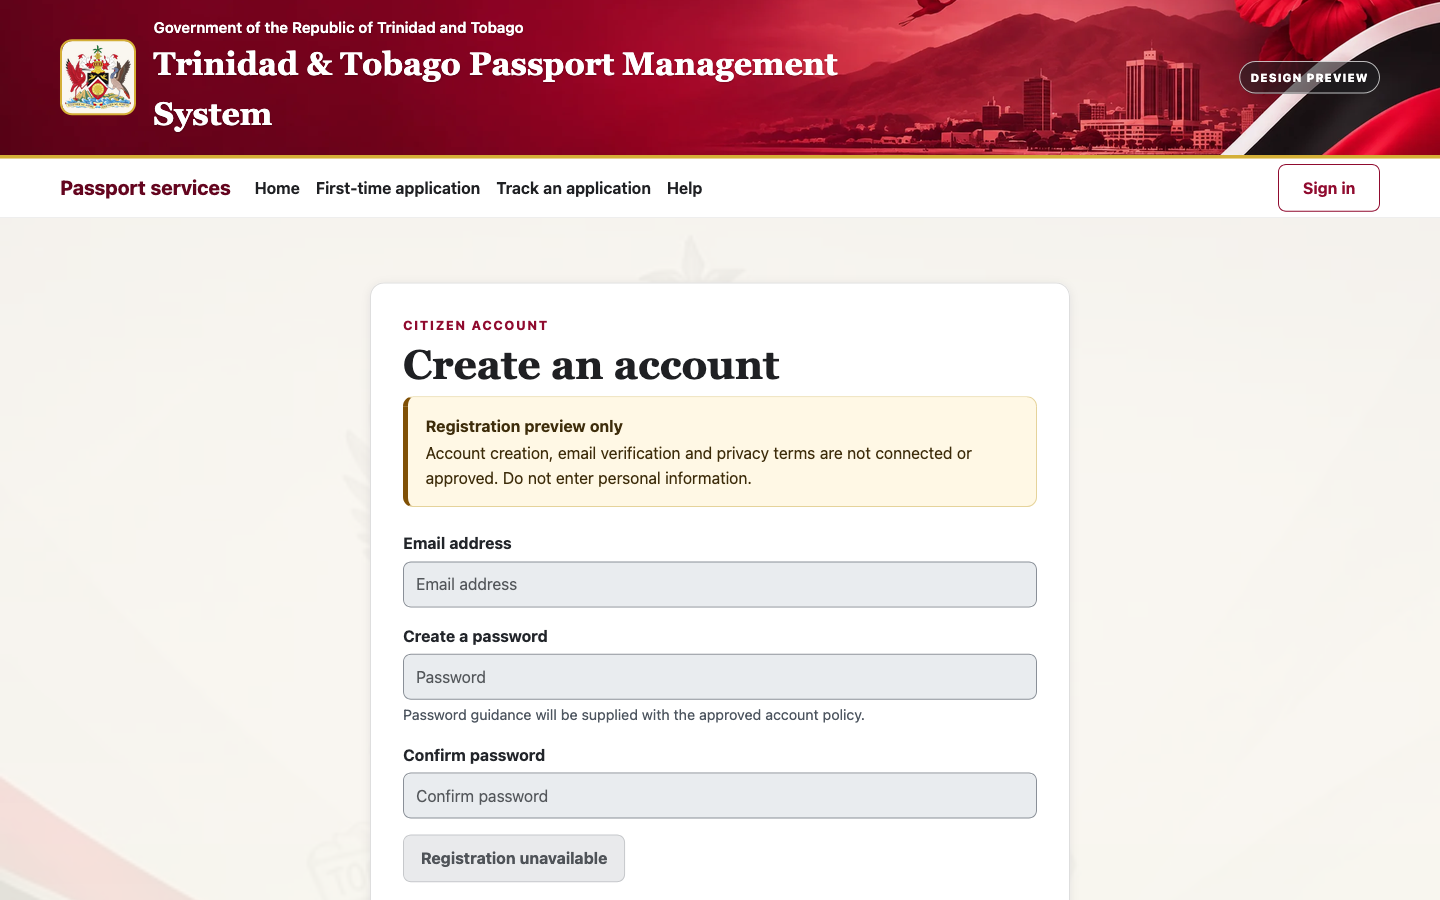 Government of the Republic of Trinidad and Tobago
Trinidad & Tobago Passport Management
System
DESIGN PREVIEW
Passport services
Home
First-time application
Track an application
Help
Sign in
CITIZEN ACCOUNT
Create an account
Registration preview only
Account creation, email verification and privacy terms are not connected or
approved. Do not enter personal information.
Email address
Email address
Create a password
Password
Password guidance will be supplied with the approved account policy.
Confirm password
Confirm password
Registration unavailable